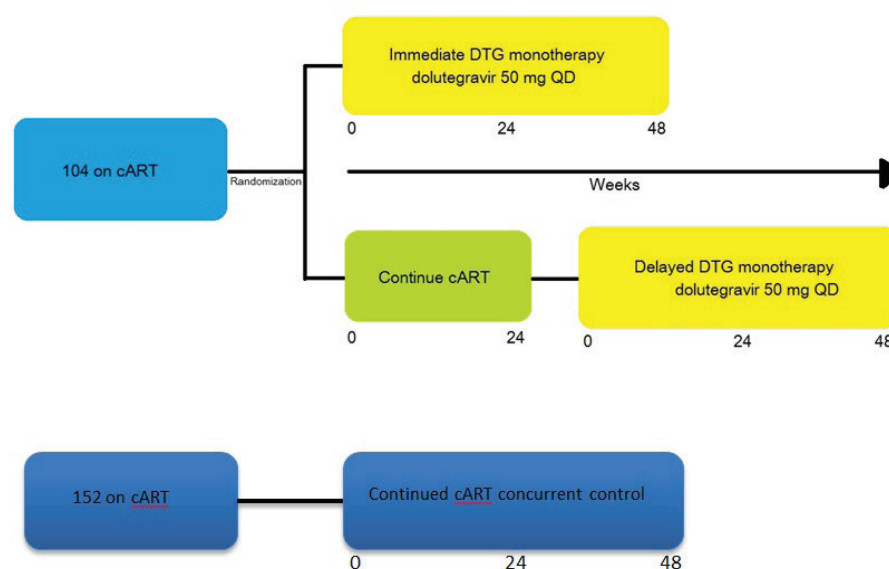 Immediate DTG monotherapy
dolutegravir 50 mg QD
0 24 48
104 on cART
Randomization
Weeks
Continue cART
Delayed DTG monotherapy
dolutegravir 50 mg QD
0 24
0 24 48
152 on cART
Continued cART concurrent control
0 24 48